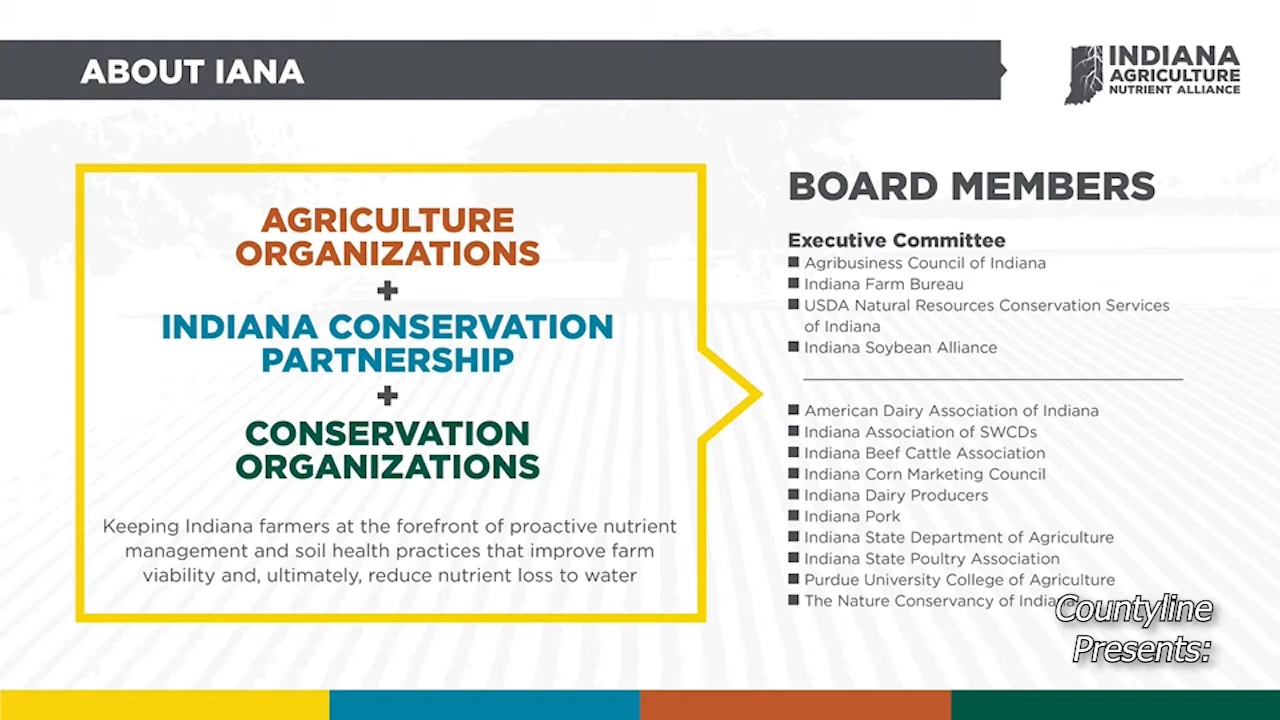 ABOUT IANA
INDIANA
AGRICULTURE
NUTRIENT ALLIANCE
AGRICULTURE
ORGANIZATIONS
+
INDIANA CONSERVATION
PARTNERSHIP
+
CONSERVATION
ORGANIZATIONS
Keeping Indiana farmers at the forefront of proactive nutrient
management and soil health practices that improve farm
viability and, ultimately, reduce nutrient loss to water
BOARD MEMBERS
Executive Committee
Agribusiness Council of Indiana
Indiana Farm Bureau
USDA Natural Resources Conservation Services
of Indiana
Indiana Soybean Alliance
American Dairy Association of Indiana
Indiana Association of SWCDs
Indiana Beef Cattle Association
Indiana Corn Marketing Council
Indiana Dairy Producers
Indiana Pork
Indiana State Department of Agriculture
Indiana State Poultry Association
Purdue University College of Agriculture
The Nature Conservancy of Indiana
Countyline
Presents: